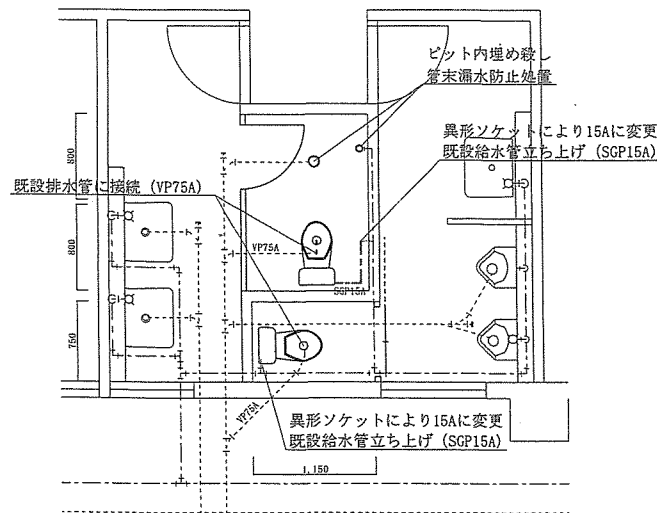 ピット内埋め殺し
管末漏水防止処置
異形ソケットにより15Aに変更
既設給水管立ち上げ (SGP15A)
既設排水管に接続 (VP75A)
800
800
750
VP75A
SGP15A
VP75A
異形ソケットにより15Aに変更
既設給水管立ち上げ (SGP15A)
1,150